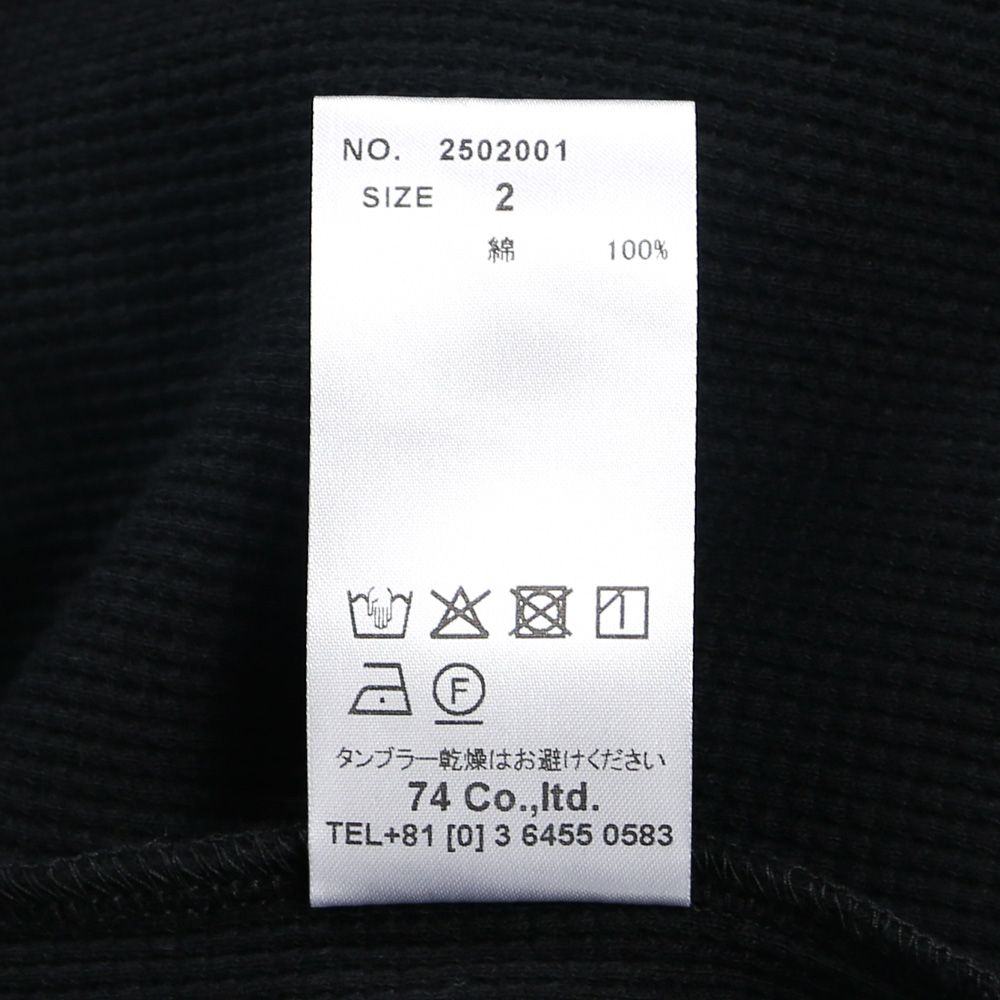 NO. 2502001
SIZE 2
綿 100%
F
タンブラー乾燥はお避けください
74 Co.,ltd.
TEL+81 [0] 3 6455 0583